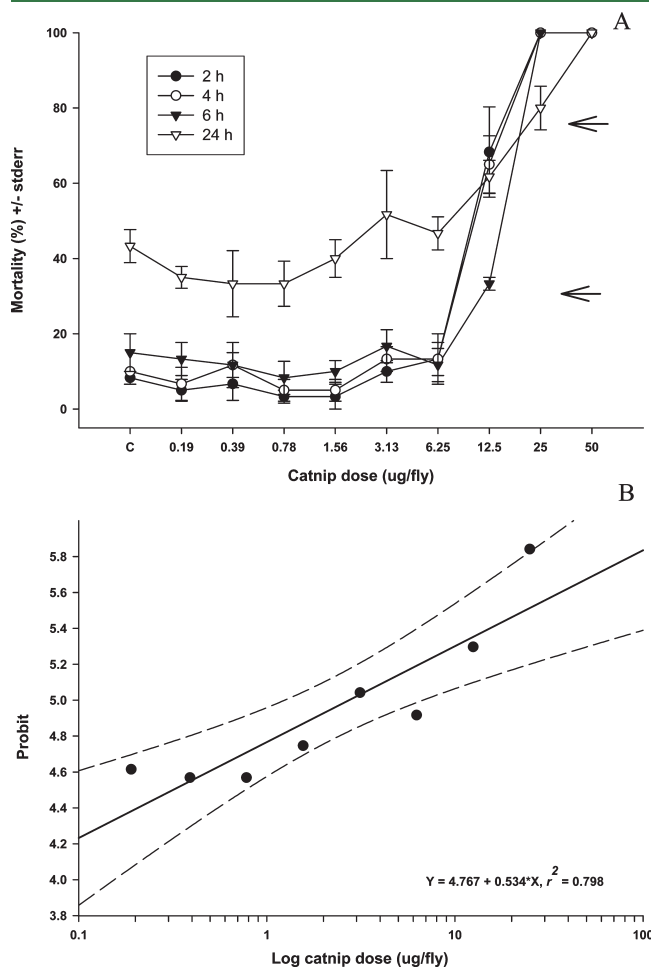 A
100
80
60
40
20
0
Mortality (%) +/- stderr
2 h
4 h
6 h
24 h
C 0.19 0.39 0.78 1.56 3.13 6.25 12.5 25 50
Catnip dose (ug/fly)
B
5.8
5.6
5.4
5.2
5.0
4.8
4.6
4.4
4.2
4.0
3.8
Probit
Y = 4.767 + 0.534*X, r² = 0.798
0.1 1 10 100
Log catnip dose (ug/fly)